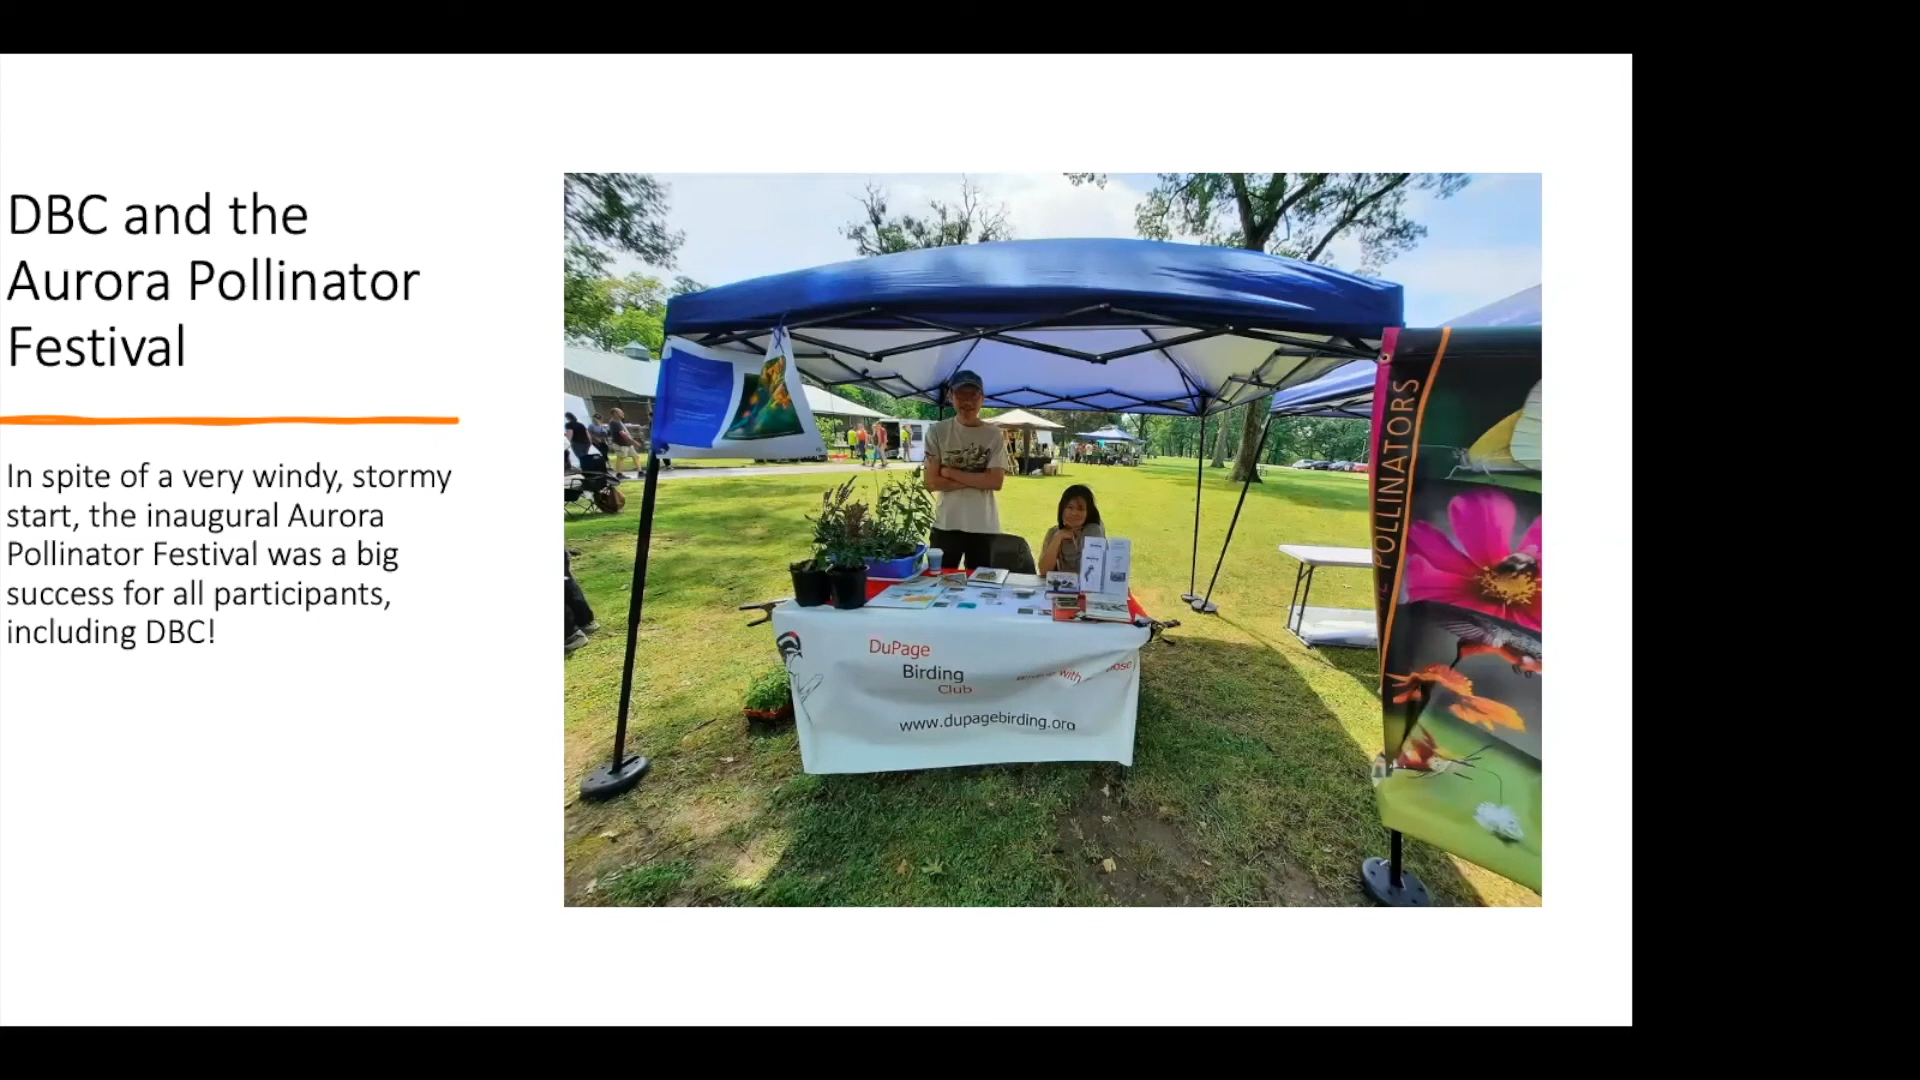 DBC and the
Aurora Pollinator
Festival
In spite of a very windy, stormy
start, the inaugural Aurora
Pollinator Festival was a big
success for all participants,
including DBC!
POLLINATORS
DuPage
Birding
Club
with
www.dupagebirding.org